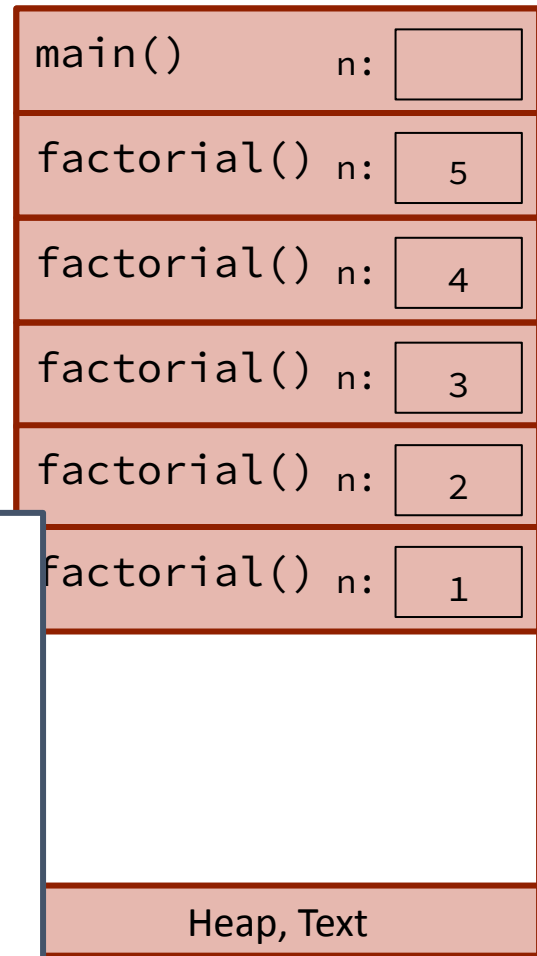 main() n:
factorial() n: 5
factorial() n: 4
factorial() n: 3
factorial() n: 2
factorial() n: 1
Heap, Text